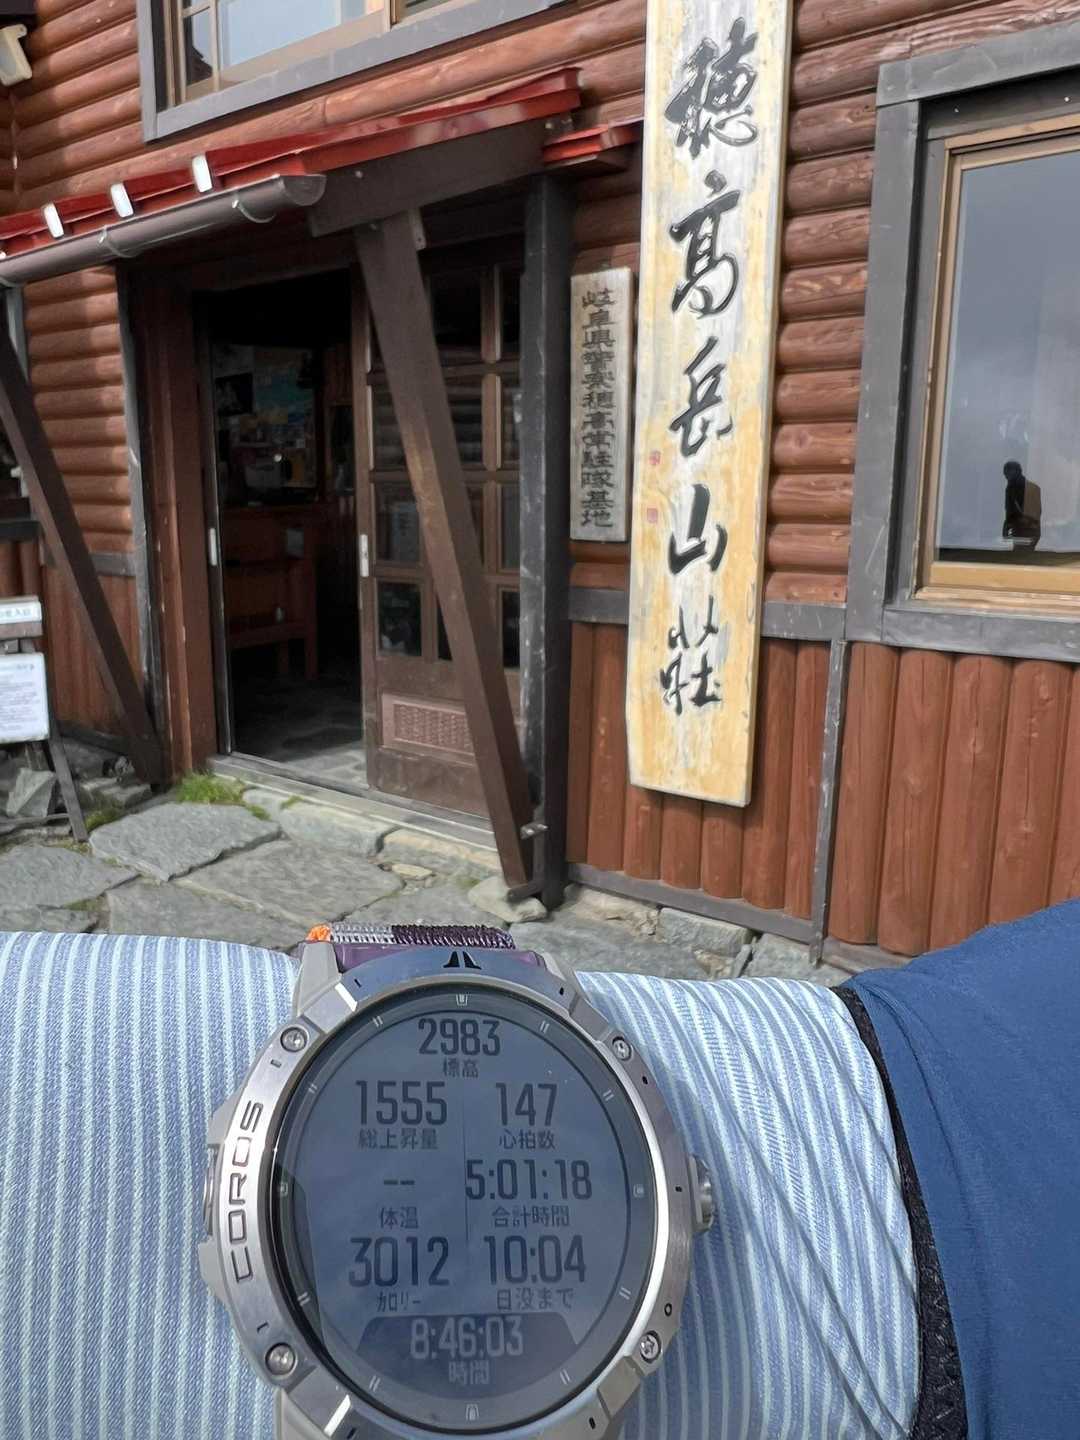 穂高岳山荘
岐阜県警察穂高常駐隊基地
COROS
2983
標高
1555 147
総上昇量 心拍数
-- 5:01:18
体温 合計時間
3012 10:04
カロリー 日没まで
8:46:03
時間